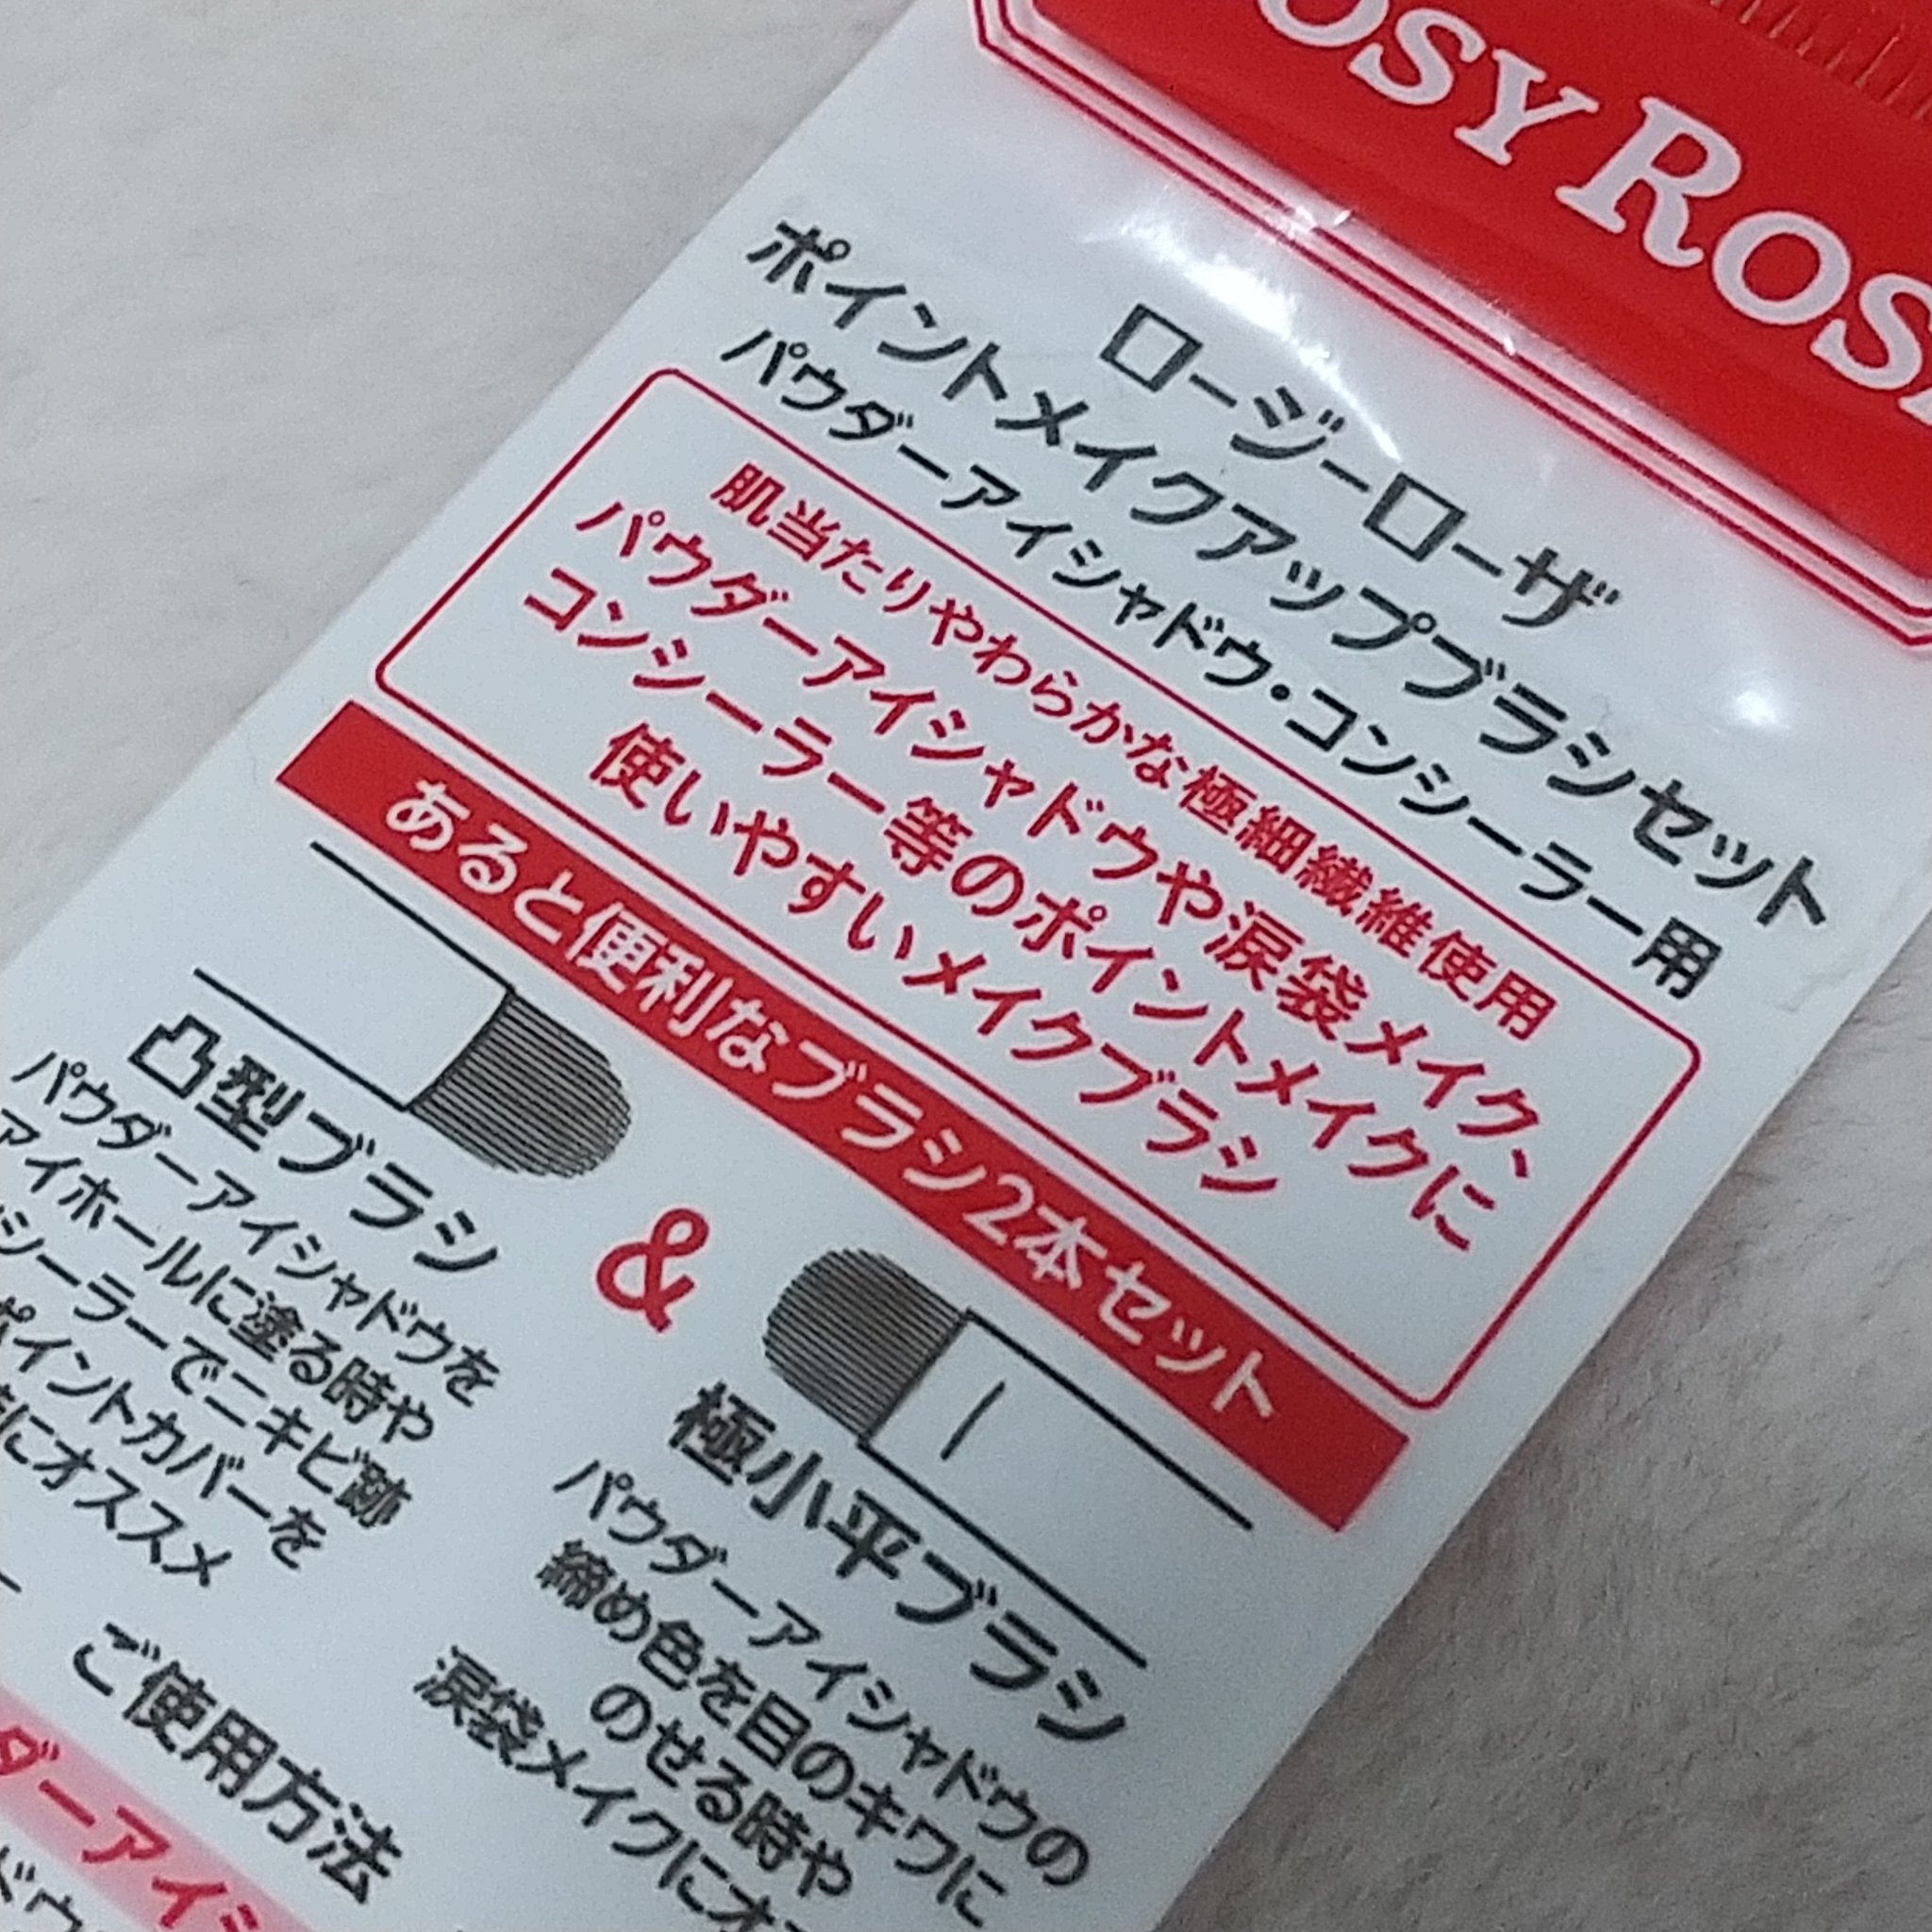 OSY ROSA
ロージーローザ
ポイントメイクアップブラシセット
パウダーアイシャドウ・コンシーラー用
肌当たりやわらかな極細繊維使用
パウダーアイシャドウや涙袋メイク、
コンシーラー等のポイントメイクに
使いやすいメイクブラシ
あると便利なブラシ2本セット
凸型ブラシ
パウダーアイシャドウを
アイホールに塗る時や
シーラーでニキビ跡
ポイントカバーを
にオススメ
&
極小平ブラシ
パウダーアイシャドウの
締め色を目のキワに
のせる時や
涙袋メイクにオ
ご使用方法
ダーアイシ
ドウ